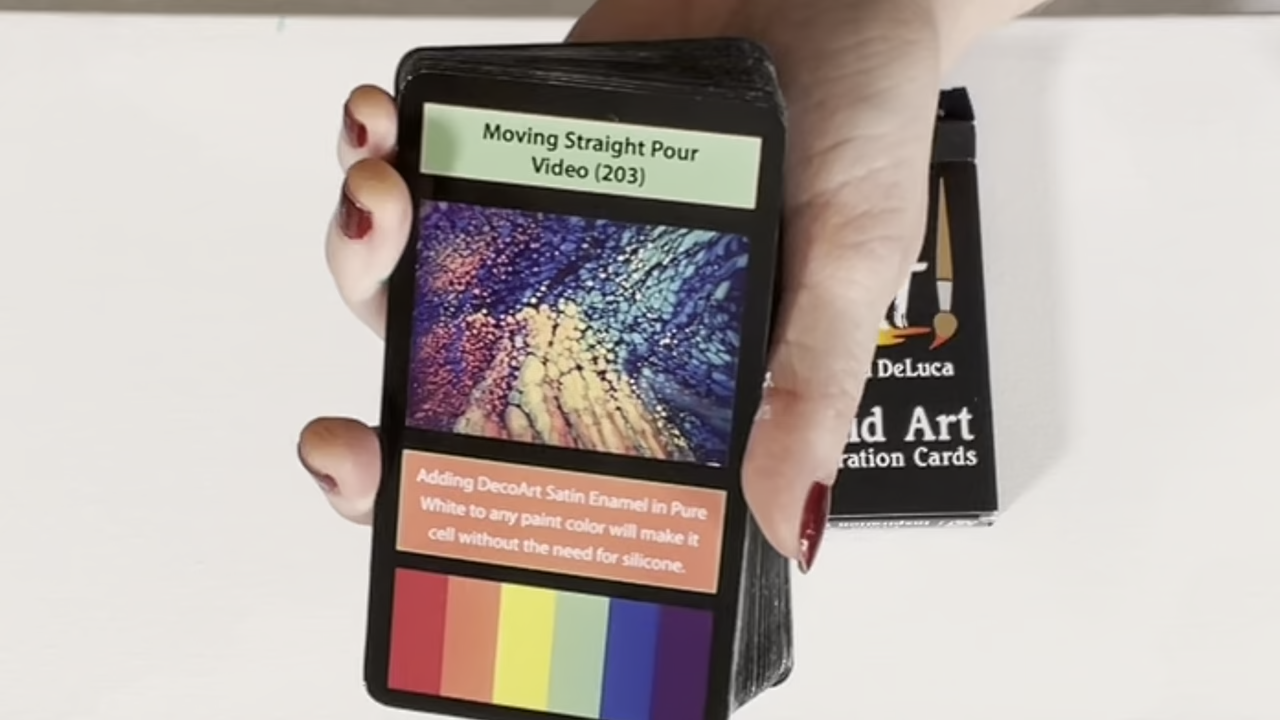 Moving Straight Pour
Video (203)
Adding DecoArt Satin Enamel in Pure
White to any paint color will make it
cell without the need for silicone.
DeLuca
Art
Cards